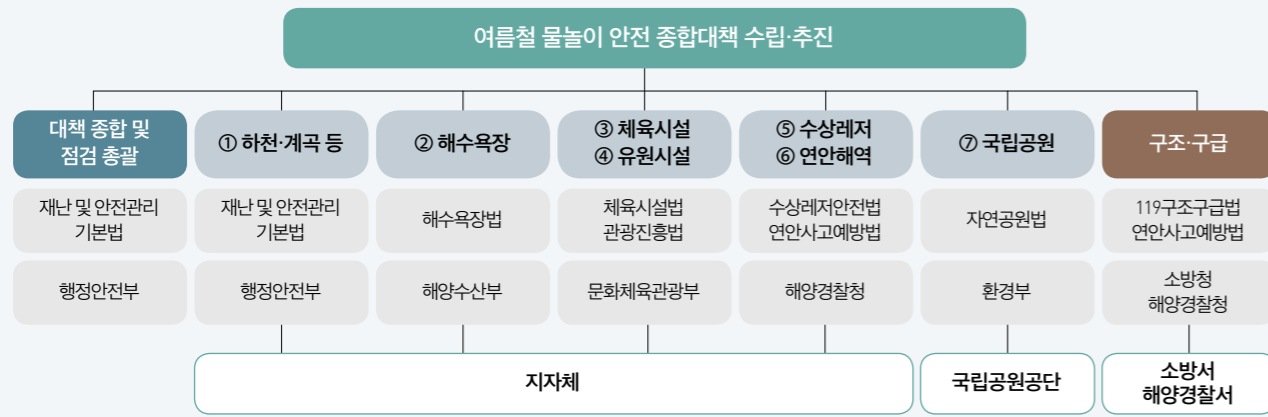 여름철 물놀이 안전 종합대책 수립·추진
대책 종합 및
점검 총괄
① 하천·계곡 등
② 해수욕장
③ 체육시설
④ 유원시설
⑤ 수상레저
⑥ 연안해역
⑦ 국립공원
구조·구급
재난 및 안전관리
기본법
재난 및 안전관리
기본법
해수욕장법
체육시설법
관광진흥법
수상레저안전법
연안사고예방법
자연공원법
119구조구급법
연안사고예방법
행정안전부
행정안전부
해양수산부
문화체육관광부
해양경찰청
환경부
소방청
해양경찰청
지자체
국립공원공단
소방서
해양경찰서